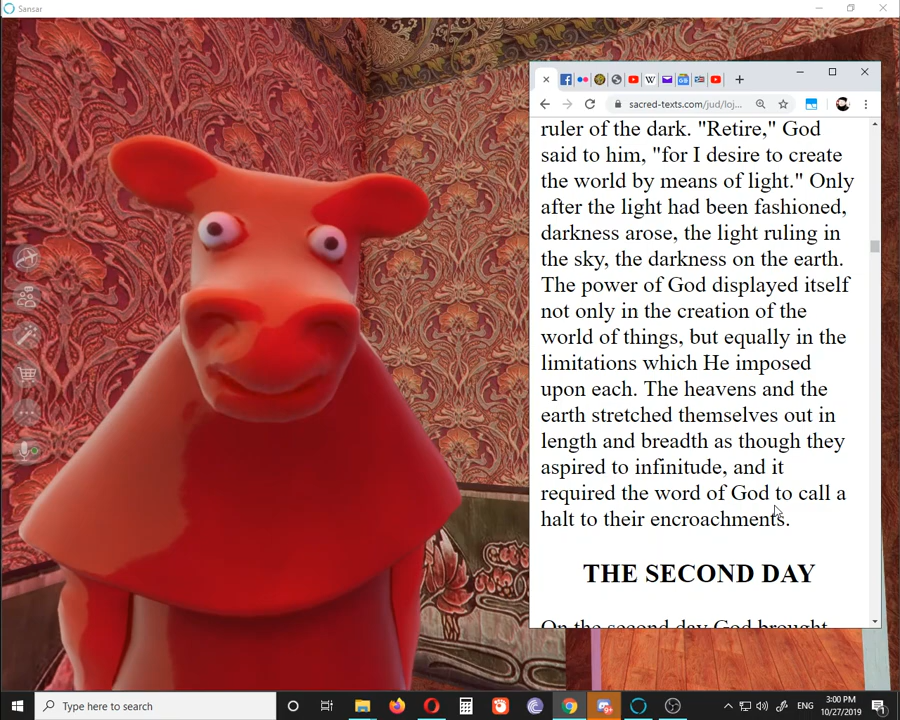 Sansar
sacred-texts.com/jud/loj...
ruler of the dark. "Retire," God
said to him, "for I desire to create
the world by means of light." Only
after the light had been fashioned,
darkness arose, the light ruling in
the sky, the darkness on the earth.
The power of God displayed itself
not only in the creation of the
world of things, but equally in the
limitations which He imposed
upon each. The heavens and the
earth stretched themselves out in
length and breadth as though they
aspired to infinitude, and it
required the word of God to call a
halt to their encroachments.
THE SECOND DAY
On the second day God brought
Type here to search
ENG
3:00 PM
10/27/2019